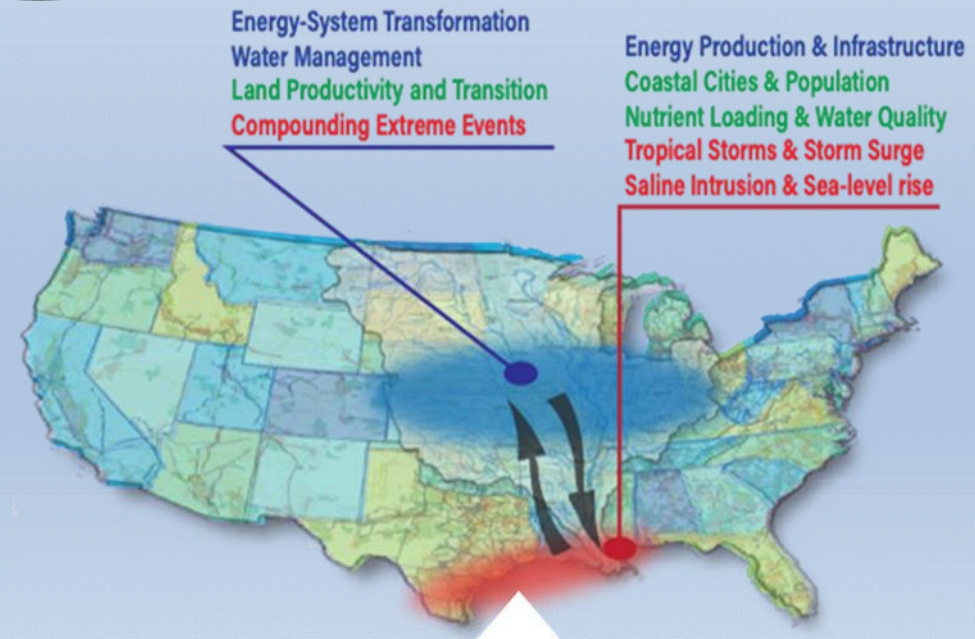 Energy-System Transformation
Water Management
Land Productivity and Transition
Compounding Extreme Events
Energy Production & Infrastructure
Coastal Cities & Population
Nutrient Loading & Water Quality
Tropical Storms & Storm Surge
Saline Intrusion & Sea-level rise